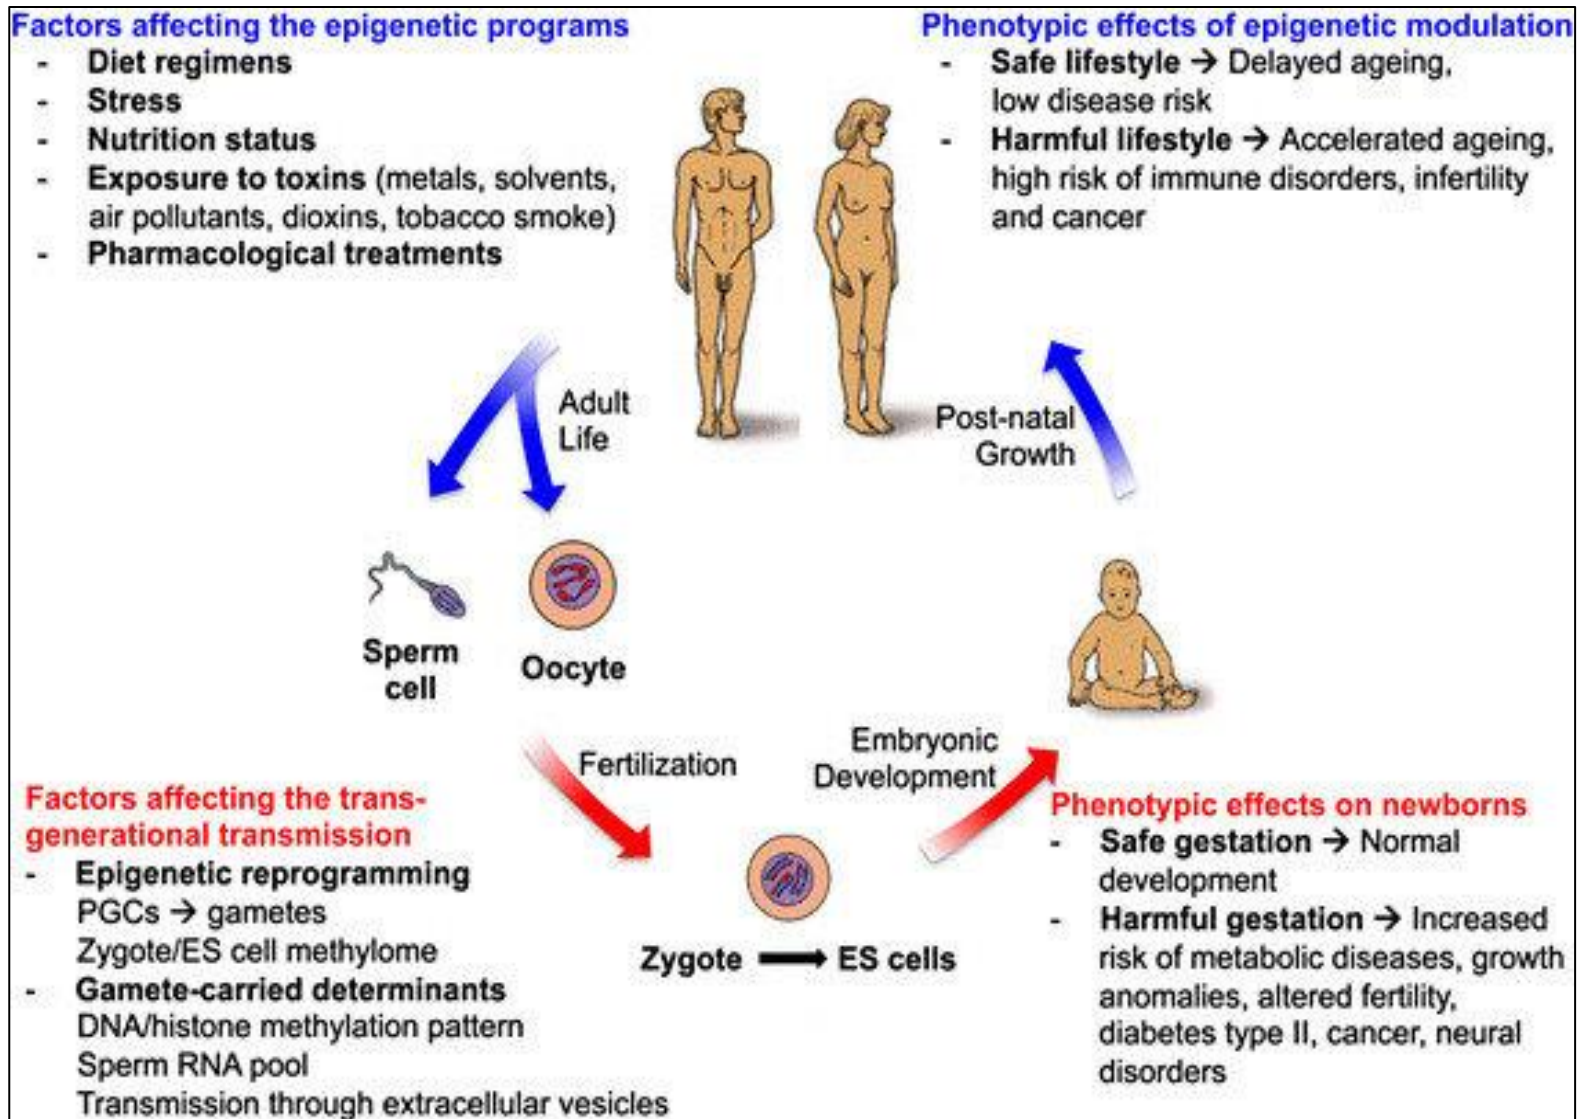 Factors affecting the epigenetic programs
- Diet regimens
- Stress
- Nutrition status
- Exposure to toxins (metals, solvents,
air pollutants, dioxins, tobacco smoke)
- Pharmacological treatments
Phenotypic effects of epigenetic modulation
- Safe lifestyle → Delayed ageing,
low disease risk
- Harmful lifestyle → Accelerated ageing,
high risk of immune disorders, infertility
and cancer
Adult
Life
Post-natal
Growth
Sperm
cell
Oocyte
Fertilization
Embryonic
Development
Factors affecting the trans-
generational transmission
- Epigenetic reprogramming
PGCs → gametes
Zygote/ES cell methylome
- Gamete-carried determinants
DNA/histone methylation pattern
Sperm RNA pool
Transmission through extracellular vesicles
Zygote → ES cells
Phenotypic effects on newborns
- Safe gestation → Normal
development
- Harmful gestation → Increased
risk of metabolic diseases, growth
anomalies, altered fertility,
diabetes type II, cancer, neural
disorders